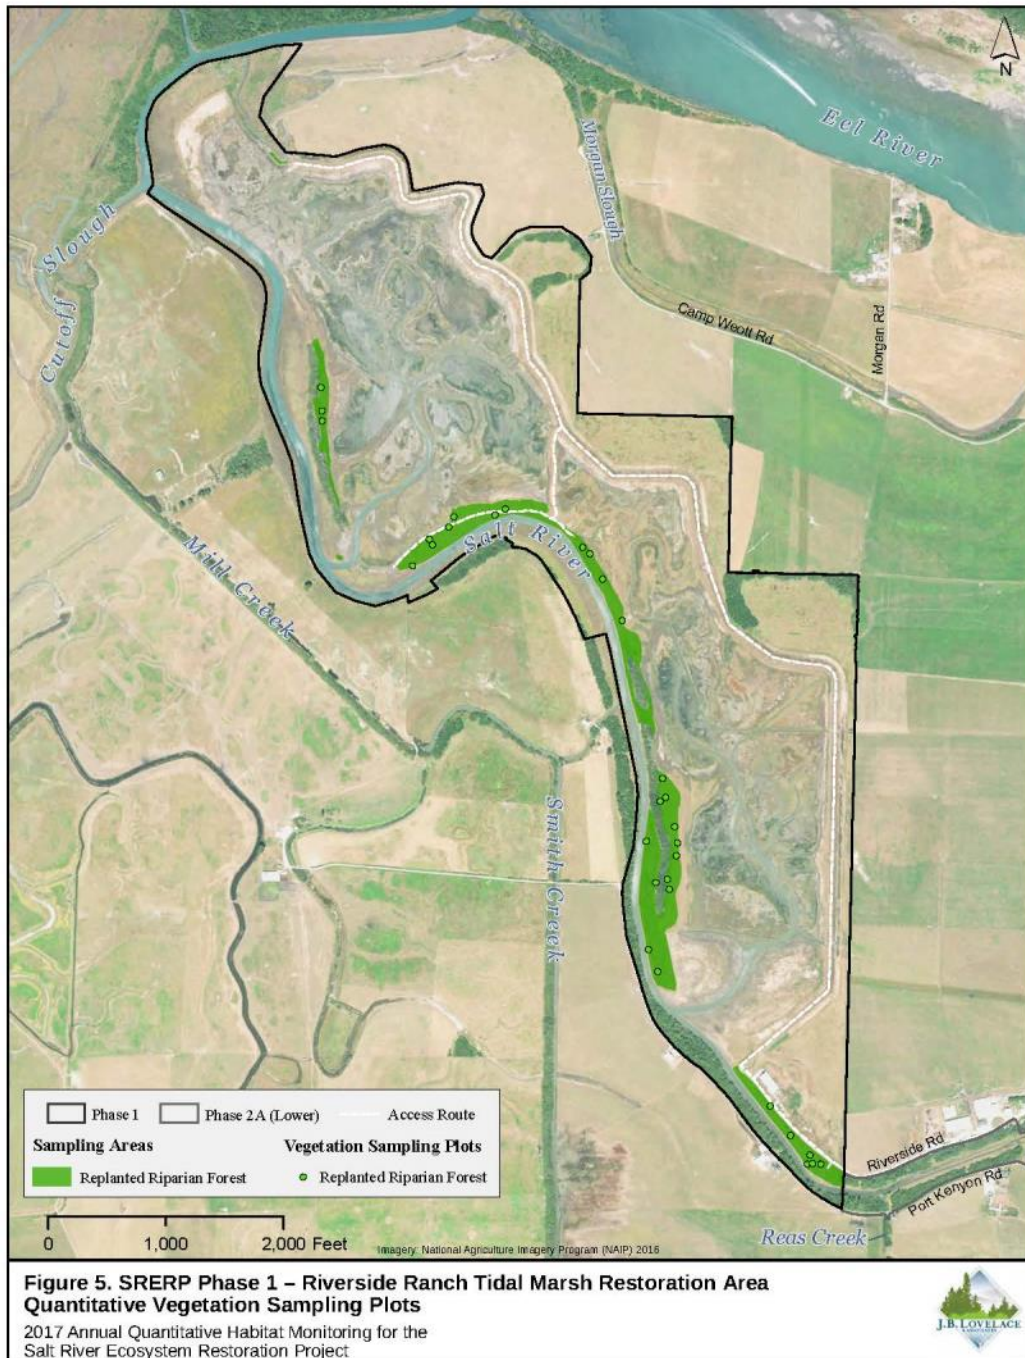 N
Eel River
Morgan Slough
Cutoff Slough
Camp Weott Rd
Morgan Rd
Salt River
Mill Creek
Smith Creek
Riverside Rd
Port Kenyon Rd
Reas Creek
Phase 1
Phase 2A (Lower)
Access Route
Sampling Areas
Vegetation Sampling Plots
Replanted Riparian Forest
Replanted Riparian Forest
0
1,000
2,000 Feet
Imagery: National Agriculture Imagery Program (NAIP) 2016
Figure 5. SRERP Phase 1 – Riverside Ranch Tidal Marsh Restoration Area
Quantitative Vegetation Sampling Plots
2017 Annual Quantitative Habitat Monitoring for the
Salt River Ecosystem Restoration Project
J.B. LOVELACE